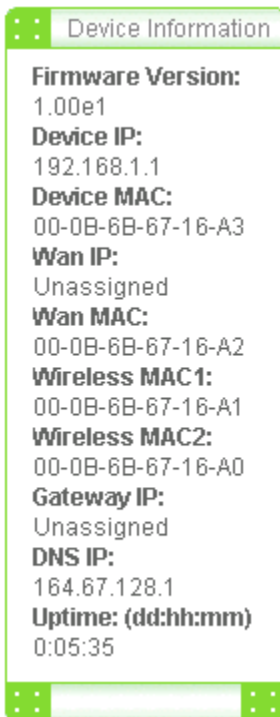 Device Information
Firmware Version:
1.00e1
Device IP:
192.168.1.1
Device MAC:
00-0B-6B-67-16-A3
Wan IP:
Unassigned
Wan MAC:
00-0B-6B-67-16-A2
Wireless MAC1:
00-0B-6B-67-16-A1
Wireless MAC2:
00-0B-6B-67-16-A0
Gateway IP:
Unassigned
DNS IP:
164.67.128.1
Uptime: (dd:hh:mm)
0:05:35